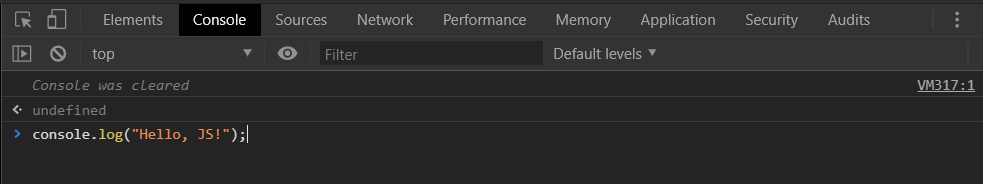 Elements Console Sources Network Performance Memory Application Security Audits
top Filter Default levels
Console was cleared VM317:1
undefined
console.log("Hello, JS!");